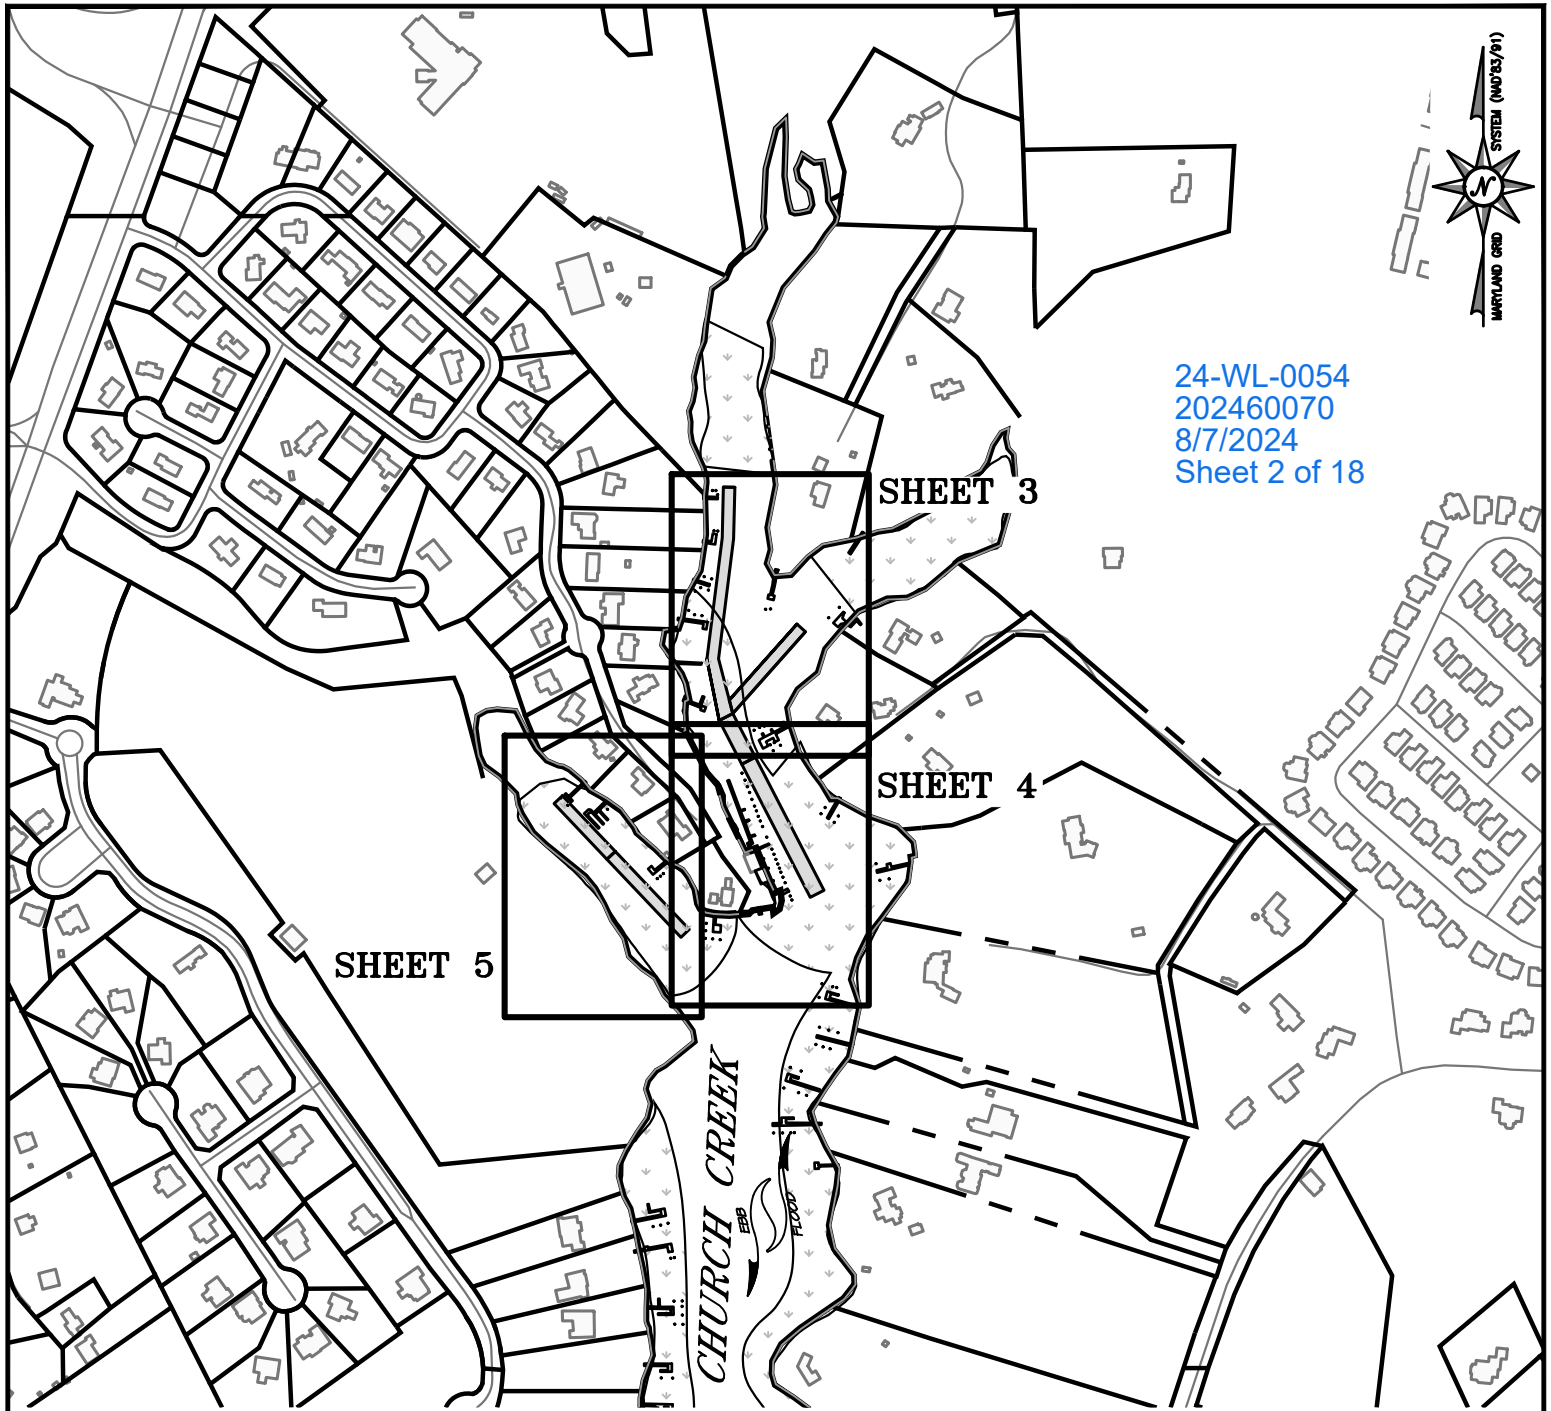 SYSTEM (NAD'83/91)
N
MARYLAND GRID
24-WL-0054
202460070
8/7/2024
Sheet 2 of 18
SHEET 3
SHEET 4
SHEET 5
CHURCH CREEK
EBB
FLOOD